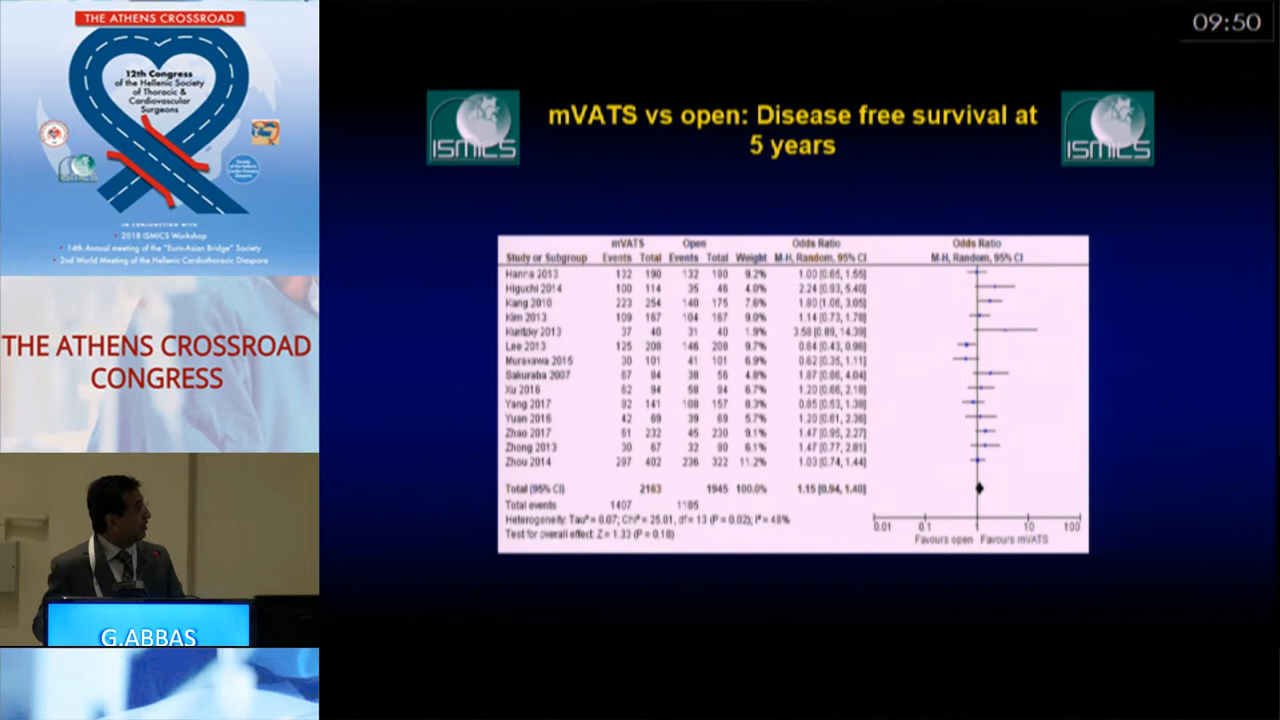 THE ATHENS CROSSROAD
12th Congress
of the Hellenic Society
of Thoracic &
Cardiovascular
Surgeons
IN CONJUNCTION WITH
• 2018 ISMICS Workshop
• 14th Annual meeting of the "Euro-Asian Bridge" Society
• 2nd World Meeting of the Hellenic Cardiothoracic Diaspora
THE ATHENS CROSSROAD
CONGRESS
G.ABBAS
09:50
ISMICS
mVATS vs open: Disease free survival at
5 years
ISMICS
mVATS Open Odds Ratio Odds Ratio
Study or Subgroup Events Total Events Total Weight M-H, Random, 95% CI M-H, Random, 95% CI
Hanna 2013 132 190 132 190 9.2% 1.00 [0.65, 1.55]
Higuchi 2014 100 114 35 46 4.0% 2.24 [0.93, 5.40]
Kang 2010 223 254 140 175 7.6% 1.80 [1.06, 3.05]
Kim 2013 109 167 104 167 9.0% 1.14 [0.73, 1.78]
Kuritzky 2013 37 40 31 40 1.9% 3.58 [0.89, 14.39]
Lee 2013 125 208 146 208 9.7% 0.64 [0.43, 0.96]
Murakawa 2015 30 101 41 101 6.9% 0.62 [0.35, 1.11]
Sakuraba 2007 67 84 38 56 4.8% 1.87 [0.86, 4.04]
Xu 2016 62 94 58 94 6.7% 1.20 [0.66, 2.18]
Yang 2017 92 141 108 157 8.3% 0.85 [0.53, 1.38]
Yuan 2016 42 69 39 69 5.7% 1.20 [0.61, 2.36]
Zhao 2017 61 232 45 230 9.1% 1.47 [0.95, 2.27]
Zhong 2013 30 67 32 90 6.1% 1.47 [0.77, 2.81]
Zhou 2014 297 402 236 322 11.2% 1.03 [0.74, 1.44]
Total (95% CI) 2163 1945 100.0% 1.15 [0.94, 1.40]
Total events 1407 1185
Heterogeneity: Tau² = 0.07; Chi² = 25.01, df = 13 (P = 0.02); I² = 48%
Test for overall effect: Z = 1.33 (P = 0.18)
0.01 0.1 1 10 100
Favours open Favours mVATS